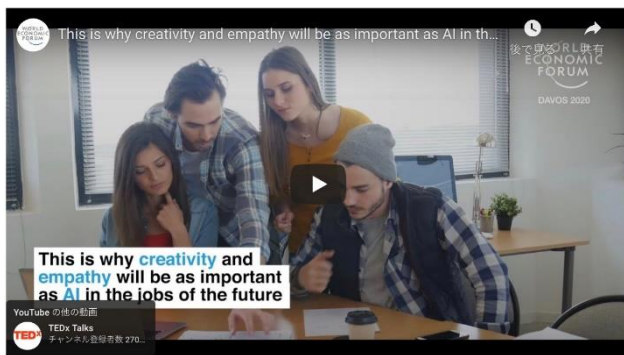 WORLD
ECONOMIC
FORUM
This is why creativity and empathy will be as important as AI in th...
後で見る
共有
WORLD
ECONOMIC
FORUM
DAVOS 2020
This is why creativity and
empathy will be as important
as AI in the jobs of the future
YouTube の他の動画
TEDx
TEDx Talks
チャンネル登録者数 270...